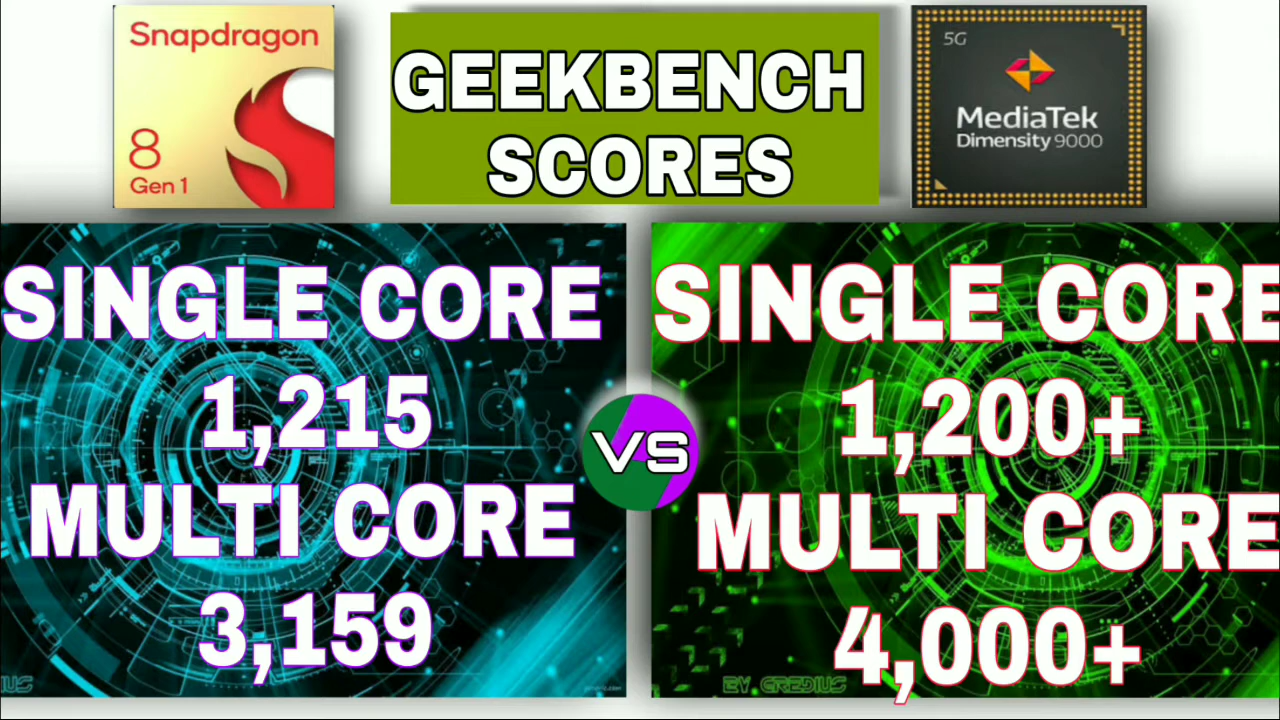 Snapdragon
8
Gen 1
GEEKBENCH
SCORES
5G
MediaTek
Dimensity 9000
SINGLE CORE
1,215
MULTI CORE
3,159
VS
SINGLE CORE
1,200+
MULTI CORE
4,000+
BY CREDIUS